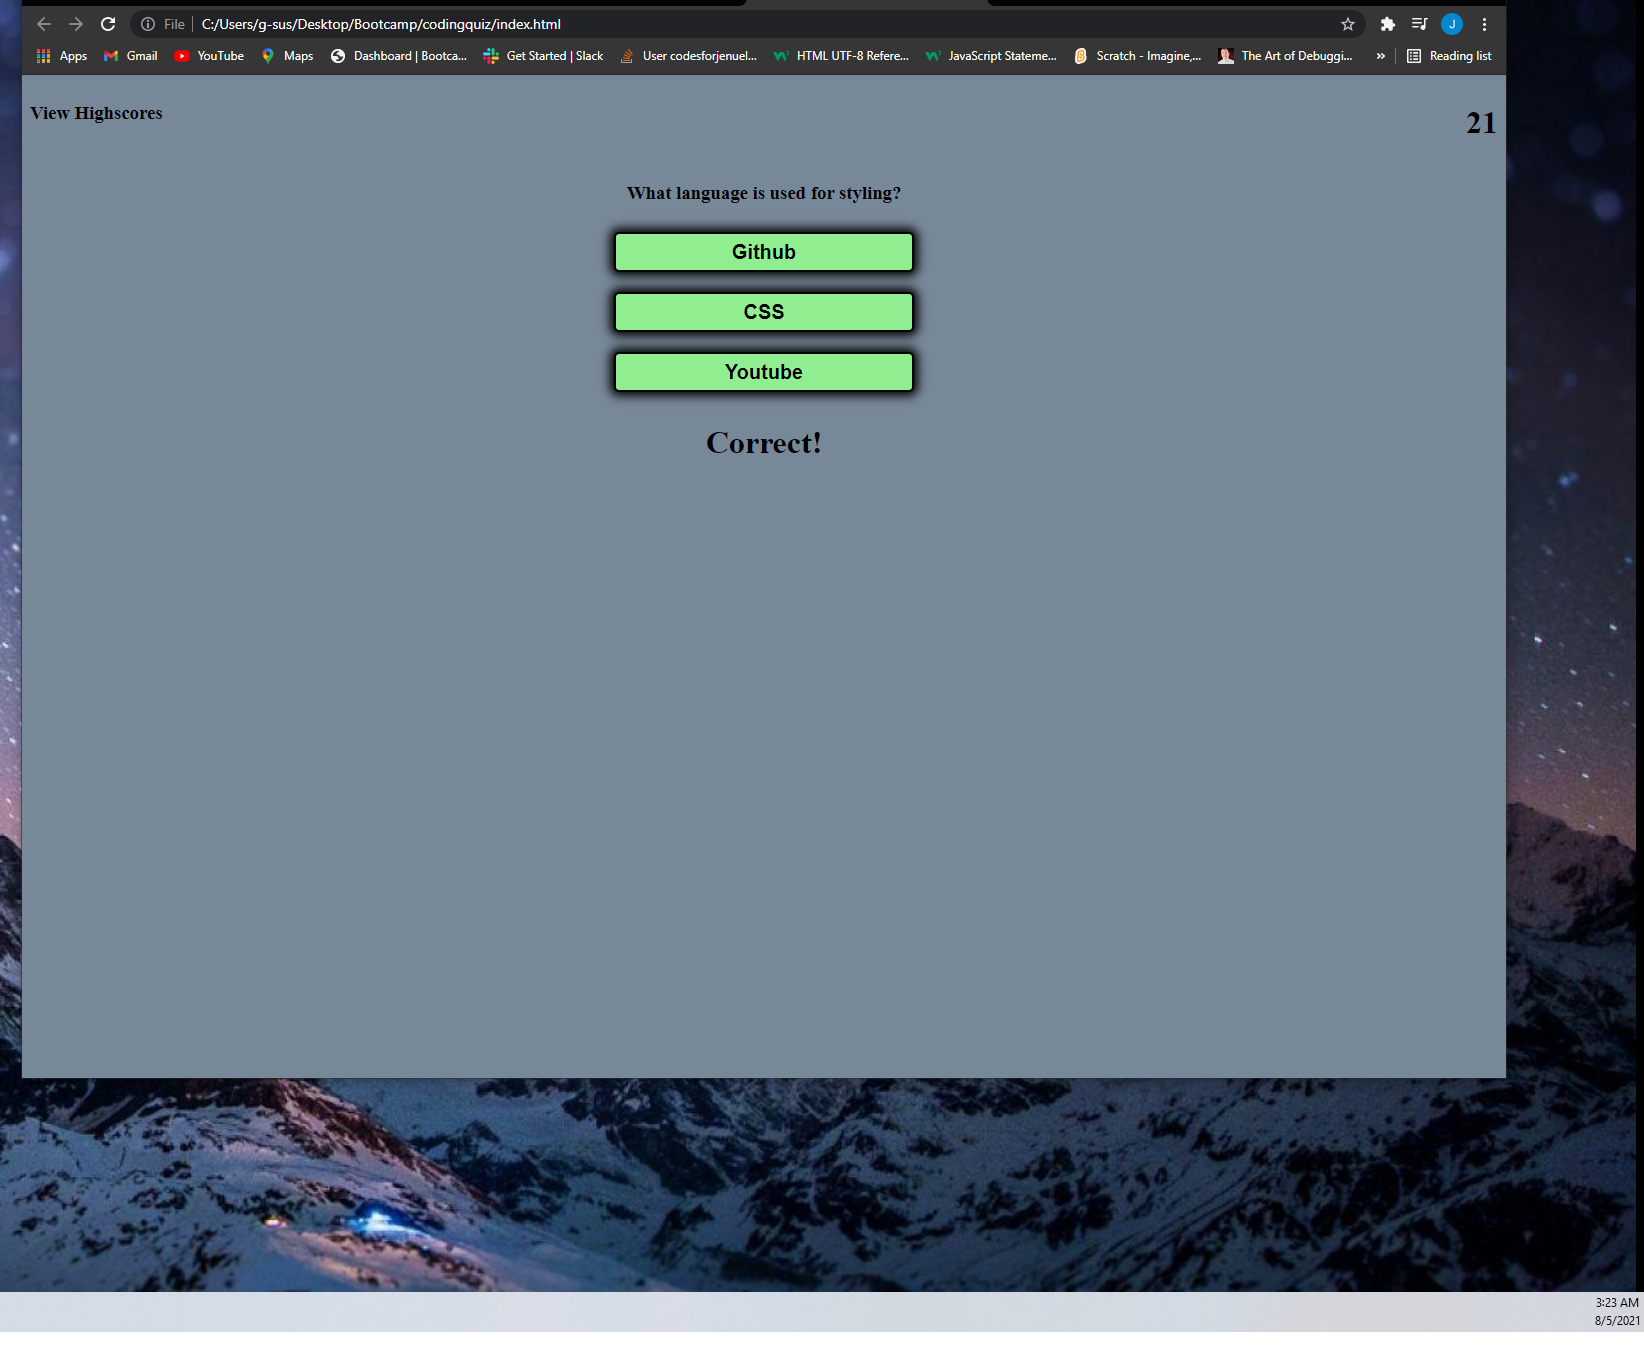 File | C:/Users/g-sus/Desktop/Bootcamp/codingquiz/index.html
J
Apps Gmail YouTube Maps Dashboard | Bootca... Get Started | Slack User codesforjenuel... HTML UTF-8 Refere... JavaScript Stateme... Scratch - Imagine,... The Art of Debuggi... » Reading list
View Highscores
21
What language is used for styling?
Github
CSS
Youtube
Correct!
3:23 AM
8/5/2021